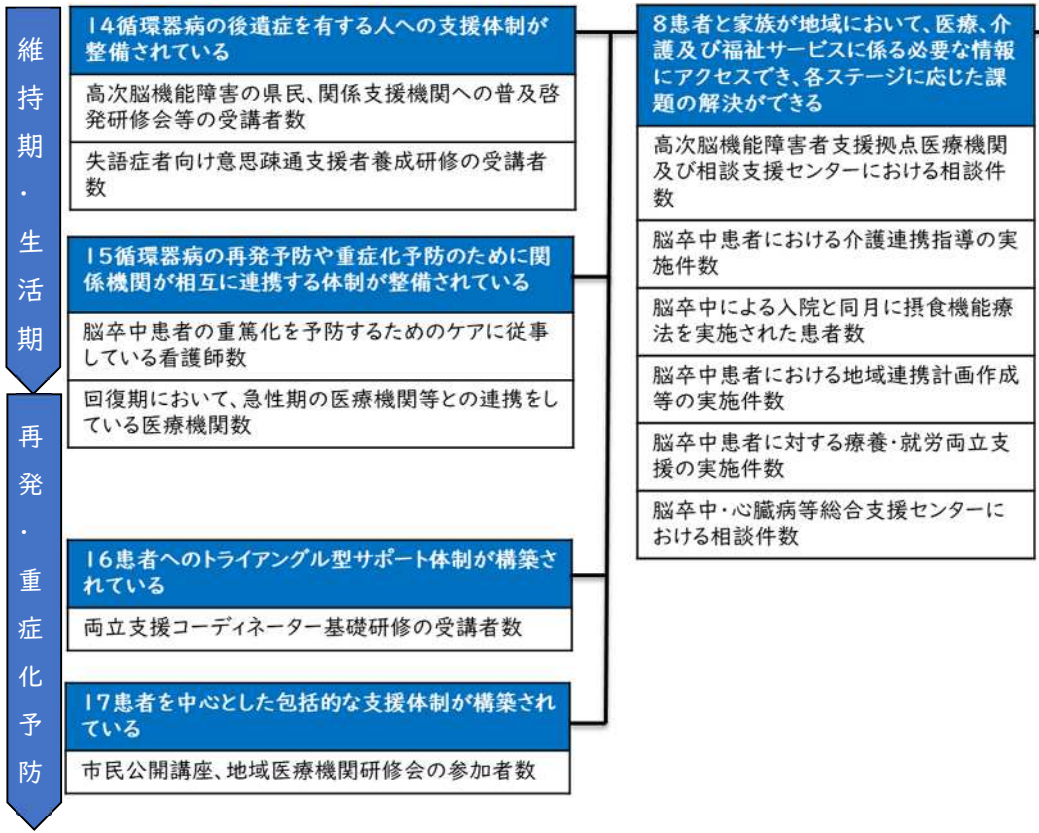 維持期・生活期
再発・重症化予防
14循環器病の後遺症を有する人への支援体制が
整備されている
高次脳機能障害の県民、関係支援機関への普及啓
発研修会等の受講者数
失語症者向け意思疎通支援者養成研修の受講者
数
15循環器病の再発予防や重症化予防のために関
係機関が相互に連携する体制が整備されている
脳卒中患者の重篤化を予防するためのケアに従事
している看護師数
回復期において、急性期の医療機関等との連携をし
ている医療機関数
16患者へのトライアングル型サポート体制が構築さ
れている
両立支援コーディネーター基礎研修の受講者数
17患者を中心とした包括的な支援体制が構築され
ている
市民公開講座、地域医療機関研修会の参加者数
8患者と家族が地域において、医療、介
護及び福祉サービスに係る必要な情報
にアクセスでき、各ステージに応じた課
題の解決ができる
高次脳機能障害者支援拠点医療機関
及び相談支援センターにおける相談件
数
脳卒中患者における介護連携指導の実
施件数
脳卒中による入院と同月に摂食機能療
法を実施された患者数
脳卒中患者における地域連携計画作成
等の実施件数
脳卒中患者に対する療養・就労両立支
援の実施件数
脳卒中・心臓病等総合支援センターに
おける相談件数